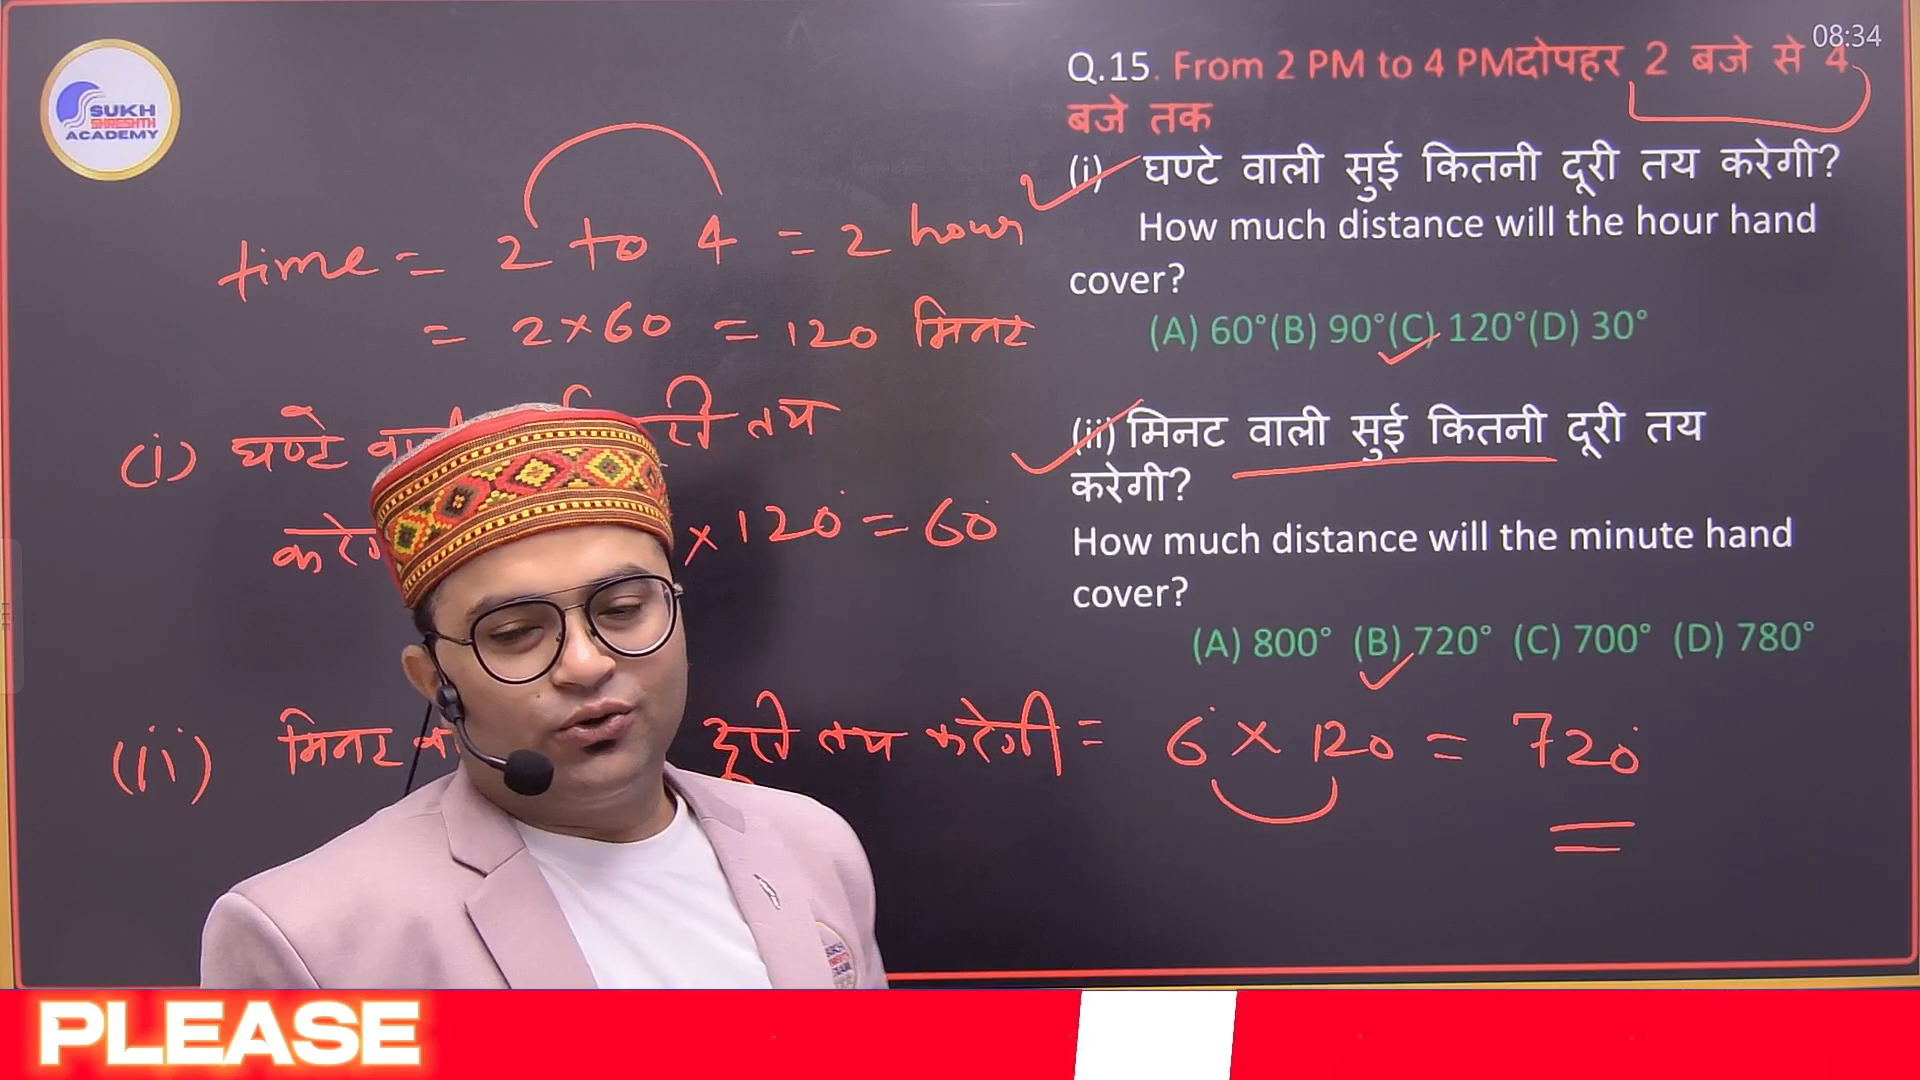 SUKH
SHRESHTH
ACADEMY
08:34
Q.15. From 2 PM to 4 PMदोपहर 2 बजे से 4
बजे तक
(i) घण्टे वाली सुई कितनी दूरी तय करेगी?
How much distance will the hour hand
cover?
(A) 60°(B) 90°(C) 120°(D) 30°
(ii) मिनट वाली सुई कितनी दूरी तय
करेगी?
How much distance will the minute hand
cover?
(A) 800° (B) 720° (C) 700° (D) 780°
time = 2 to 4 = 2 hour
= 2×60 = 120 मिनट
(i) घण्टे तय
×120 = 60°
(ii) मिनट दूरी तय करेगी = 6° × 120 = 720°
PLEASE